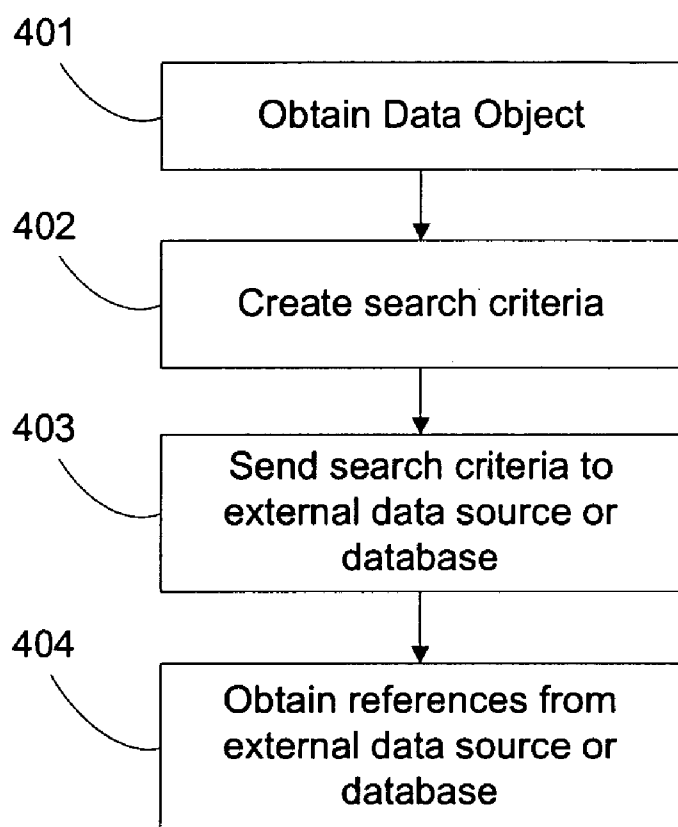 401
Obtain Data Object
402
Create search criteria
403
Send search criteria to
external data source or
database
404
Obtain references from
external data source or
database